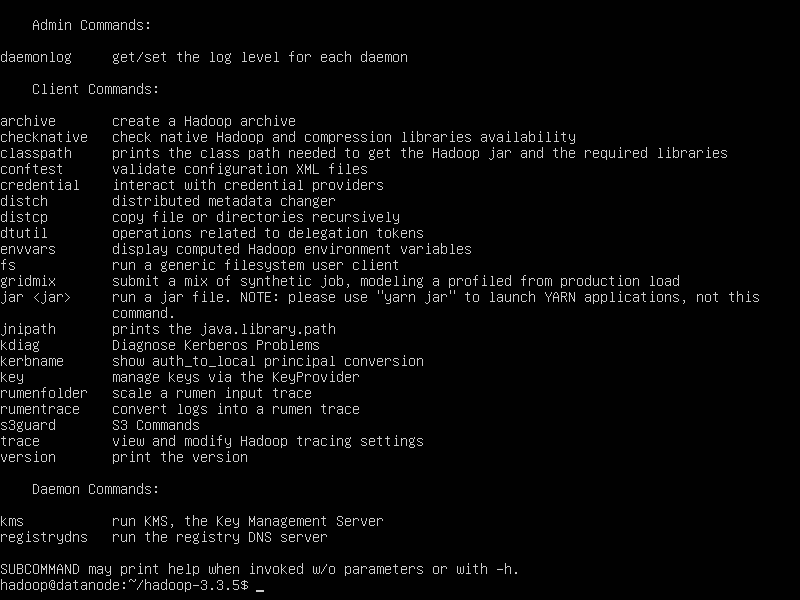 Admin Commands:
daemonlog     get/set the log level for each daemon
Client Commands:
archive       create a Hadoop archive
checknative   check native Hadoop and compression libraries availability
classpath     prints the class path needed to get the Hadoop jar and the required libraries
conftest      validate configuration XML files
credential    interact with credential providers
distch        distributed metadata changer
distcp        copy file or directories recursively
dtutil        operations related to delegation tokens
envvars       display computed Hadoop environment variables
fs            run a generic filesystem user client
gridmix       submit a mix of synthetic job, modeling a profiled from production load
jar <jar>     run a jar file. NOTE: please use "yarn jar" to launch YARN applications, not this
command.
jnipath       prints the java.library.path
kdiag         Diagnose Kerberos Problems
kerbname      show auth_to_local principal conversion
key           manage keys via the KeyProvider
rumenfolder   scale a rumen input trace
rumentrace    convert logs into a rumen trace
s3guard       S3 Commands
trace         view and modify Hadoop tracing settings
version       print the version
Daemon Commands:
kms           run KMS, the Key Management Server
registrydns   run the registry DNS server
SUBCOMMAND may print help when invoked w/o parameters or with -h.
hadoop@datanode:~/hadoop-3.3.5$ _